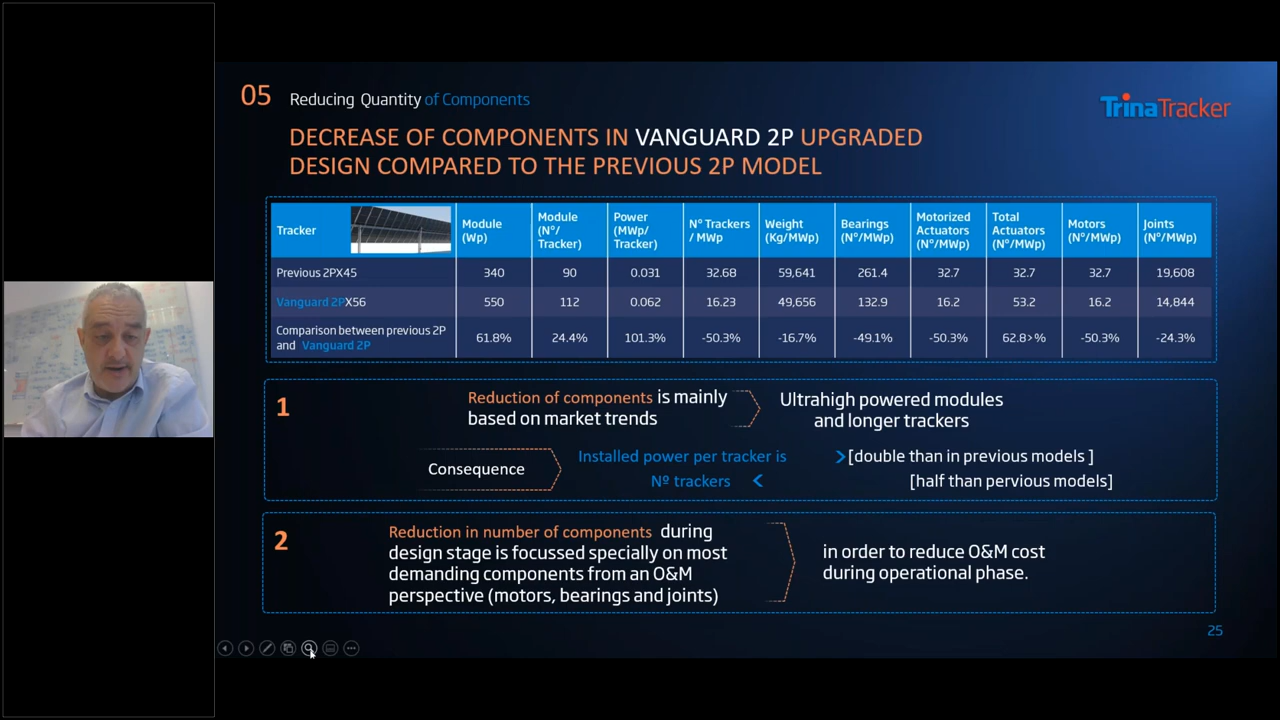 05 Reducing Quantity of Components
TrinaTracker
DECREASE OF COMPONENTS IN VANGUARD 2P UPGRADED
DESIGN COMPARED TO THE PREVIOUS 2P MODEL
Tracker Module (Wp) Module (Nº/ Tracker) Power (MWp/ Tracker) Nº Trackers / MWp Weight (Kg/MWp) Bearings (Nº/MWp) Motorized Actuators (Nº/MWp) Total Actuators (Nº/MWp) Motors (Nº/MWp) Joints (Nº/MWp)
Previous 2PX45 340 90 0.031 32.68 59,641 261.4 32.7 32.7 32.7 19,608
Vanguard 2PX56 550 112 0.062 16.23 49,656 132.9 16.2 53.2 16.2 14,844
Comparison between previous 2P and Vanguard 2P 61.8% 24.4% 101.3% -50.3% -16.7% -49.1% -50.3% 62.8>% -50.3% -24.3%
1
Reduction of components is mainly
based on market trends
Ultrahigh powered modules
and longer trackers
Consequence
Installed power per tracker is > [double than in previous models ]
Nº trackers < [half than pervious models]
2
Reduction in number of components during
design stage is focussed specially on most
demanding components from an O&M
perspective (motors, bearings and joints)
in order to reduce O&M cost
during operational phase.
25